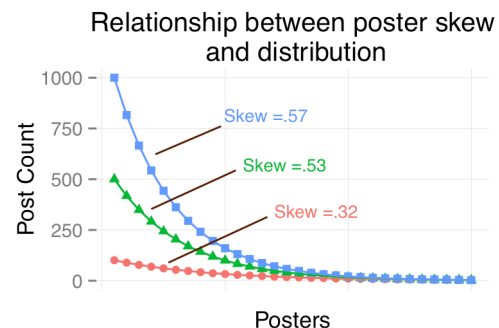 Relationship between poster skew
and distribution
1000
750
500
250
0
Post Count
Skew =.57
Skew =.53
Skew =.32
Posters